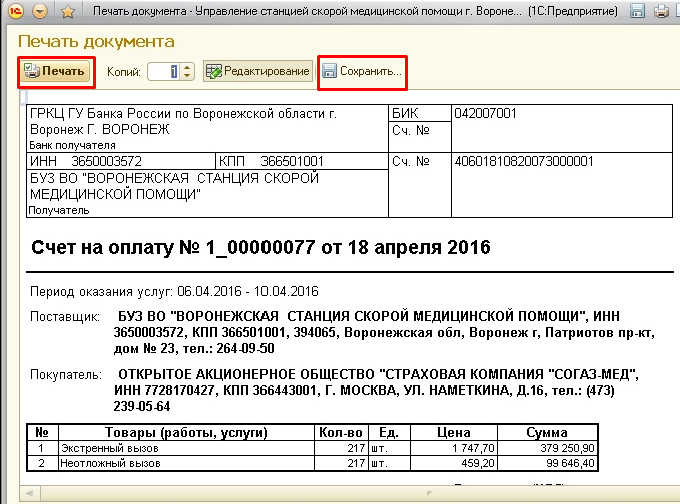 Печать документа - Управление станцией скорой медицинской помощи г. Вороне... (1С:Предприятие)
Печать документа
Печать Копий: 1 Редактирование Сохранить...
ГРКЦ ГУ Банка России по Воронежской области г. БИК 042007001
Воронеж Г. ВОРОНЕЖ Сч. №
Банк получателя
ИНН 3650003572 КПП 366501001 Сч. № 40601810820073000001
БУЗ ВО "ВОРОНЕЖСКАЯ СТАНЦИЯ СКОРОЙ
МЕДИЦИНСКОЙ ПОМОЩИ"
Получатель
Счет на оплату № 1_00000077 от 18 апреля 2016
Период оказания услуг: 06.04.2016 - 10.04.2016
Поставщик: БУЗ ВО "ВОРОНЕЖСКАЯ СТАНЦИЯ СКОРОЙ МЕДИЦИНСКОЙ ПОМОЩИ", ИНН
3650003572, КПП 366501001, 394065, Воронежская обл, Воронеж г, Патриотов пр-кт,
дом № 23, тел.: 264-09-50
Покупатель: ОТКРЫТОЕ АКЦИОНЕРНОЕ ОБЩЕСТВО "СТРАХОВАЯ КОМПАНИЯ "СОГАЗ-МЕД",
ИНН 7728170427, КПП 366443001, Г. МОСКВА, УЛ. НАМЕТКИНА, Д.16, тел.: (473)
239-05-64
№ Товары (работы, услуги) Кол-во Ед. Цена Сумма
1 Экстренный вызов 217 шт. 1 747,70 379 250,90
2 Неотложный вызов 217 шт. 459,20 99 646,40